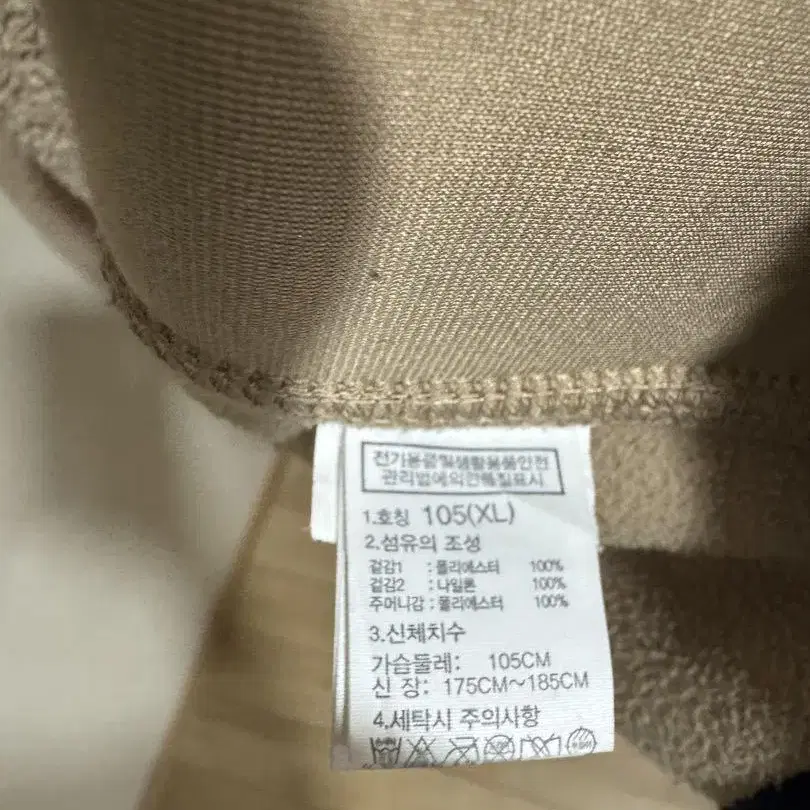 전기용품및생활용품안전
관리법에의한품질표시
1.호칭 105(XL)
2.섬유의 조성
겉감1 : 폴리에스터 100%
겉감2 : 나일론 100%
주머니감 : 폴리에스터 100%
3.신체치수
가슴둘레: 105CM
신 장: 175CM~185CM
4.세탁시 주의사항